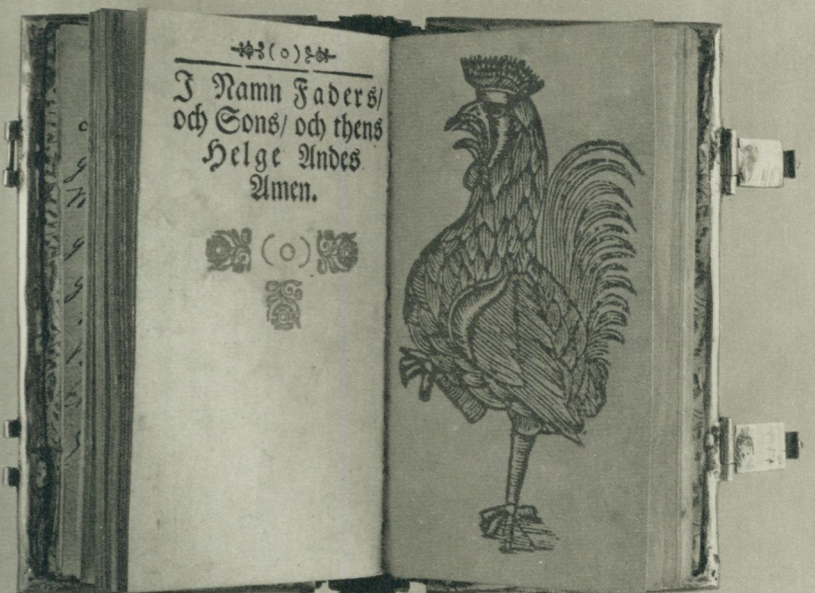 (o)
I Namn Faders/
och Sons/ och thens
Helge Andes
Amen.
(o)